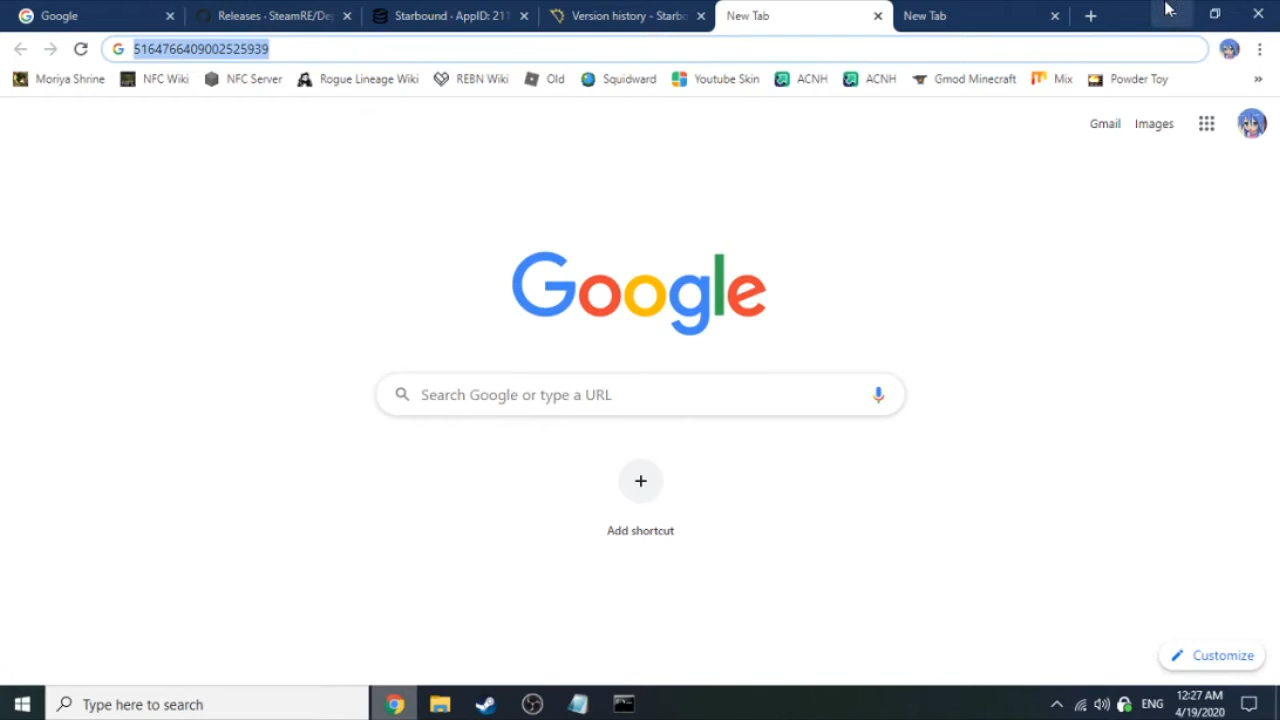 Google
Releases · SteamRE/De
Starbound · AppID: 211
Version history - Starbo
New Tab
New Tab
5164766409002525939
Moriya Shrine
NFC Wiki
NFC Server
Rogue Lineage Wiki
REBN Wiki
Old
Squidward
Youtube Skin
ACNH
ACNH
Gmod Minecraft
Mix
Powder Toy
Gmail
Images
Google
Search Google or type a URL
Add shortcut
Customize
Type here to search
ENG
12:27 AM
4/19/2020